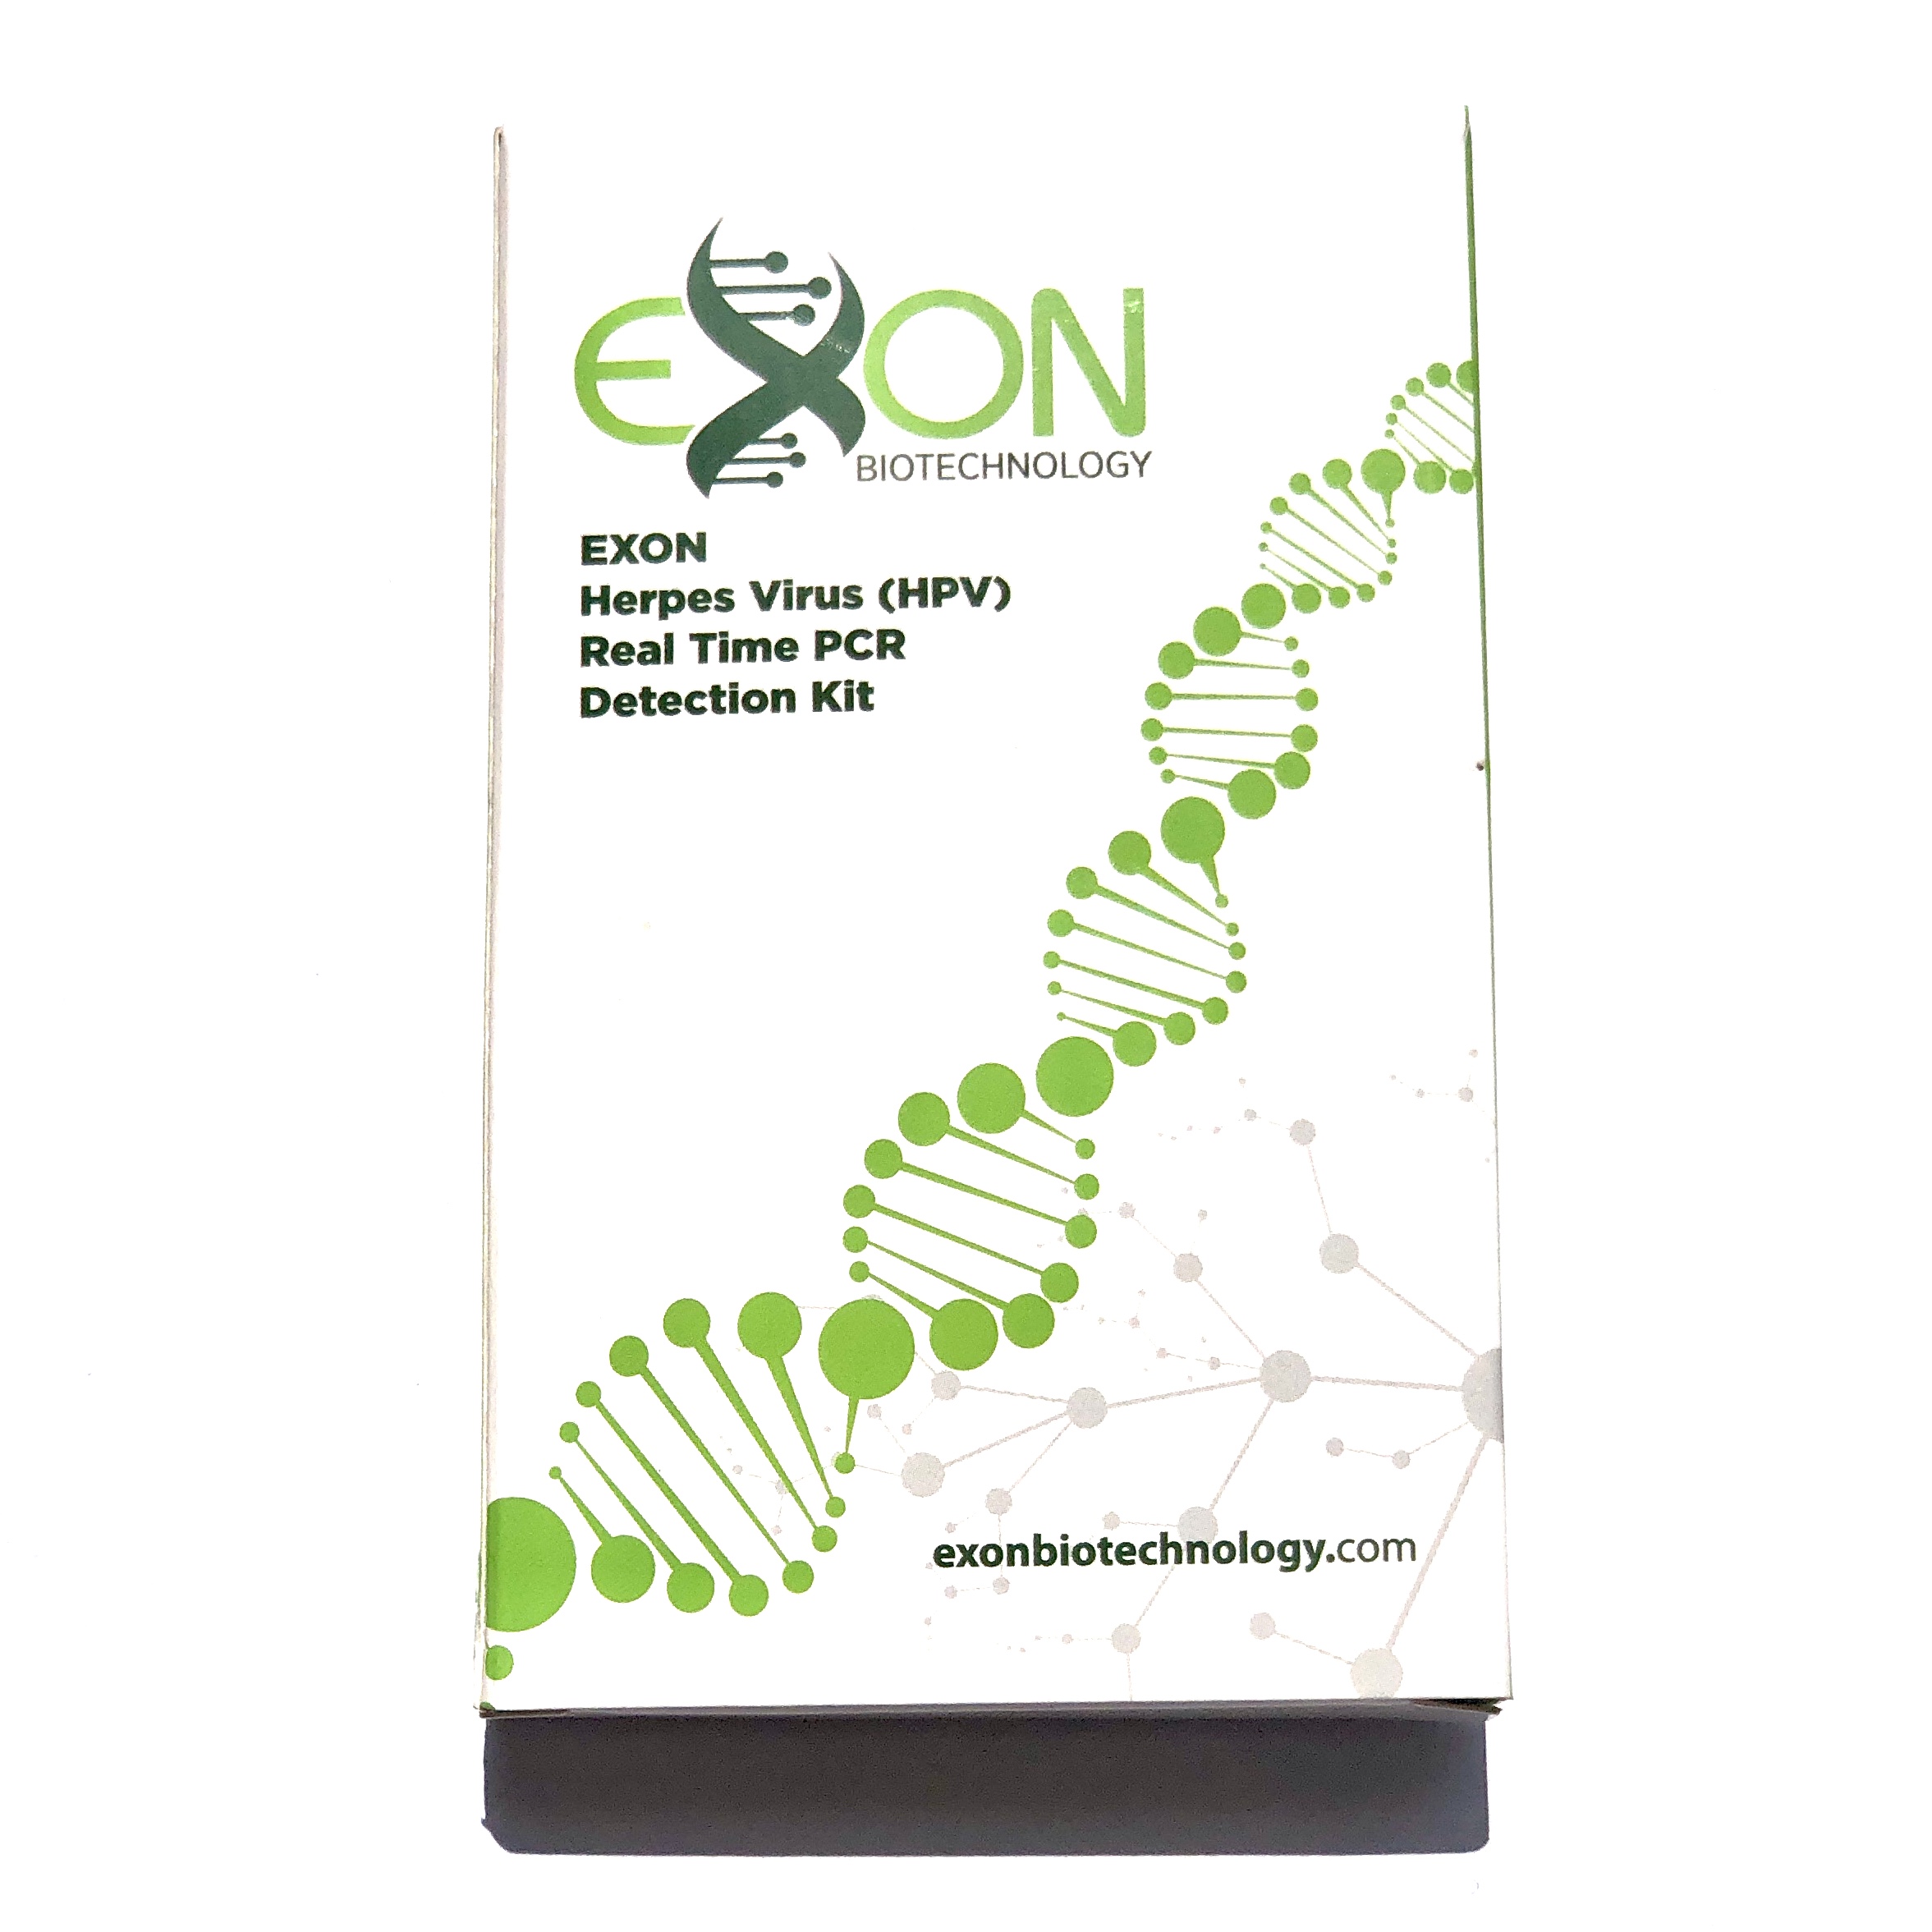 EXON
BIOTECHNOLOGY
EXON
Herpes Virus (HPV)
Real Time PCR
Detection Kit
exonbiotechnology.com